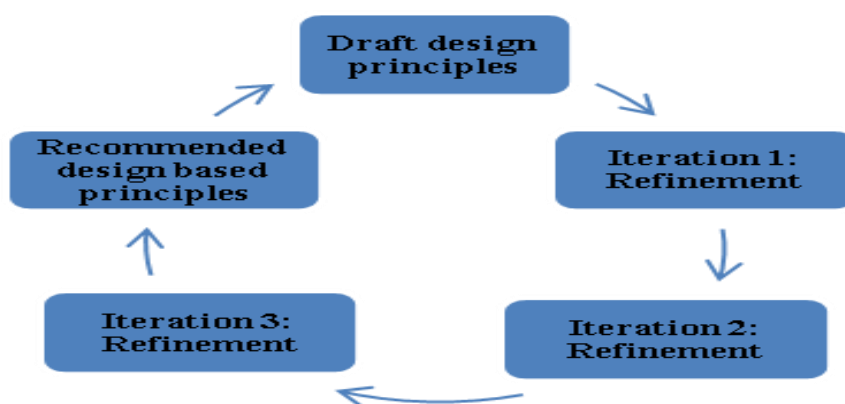 Draft design
principles
Iteration 1:
Refinement
Iteration 2:
Refinement
Iteration 3:
Refinement
Recommended
design based
principles